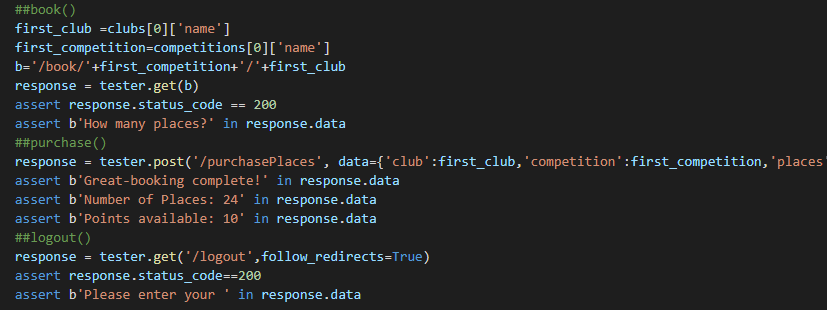 ##book()
first_club =clubs[0]['name']
first_competition=competitions[0]['name']
b='/book/'+first_competition+'/'+first_club
response = tester.get(b)
assert response.status_code == 200
assert b'How many places?' in response.data
##purchase()
response = tester.post('/purchasePlaces', data={'club':first_club,'competition':first_competition,'places'
assert b'Great-booking complete!' in response.data
assert b'Number of Places: 24' in response.data
assert b'Points available: 10' in response.data
##logout()
response = tester.get('/logout',follow_redirects=True)
assert response.status_code==200
assert b'Please enter your ' in response.data